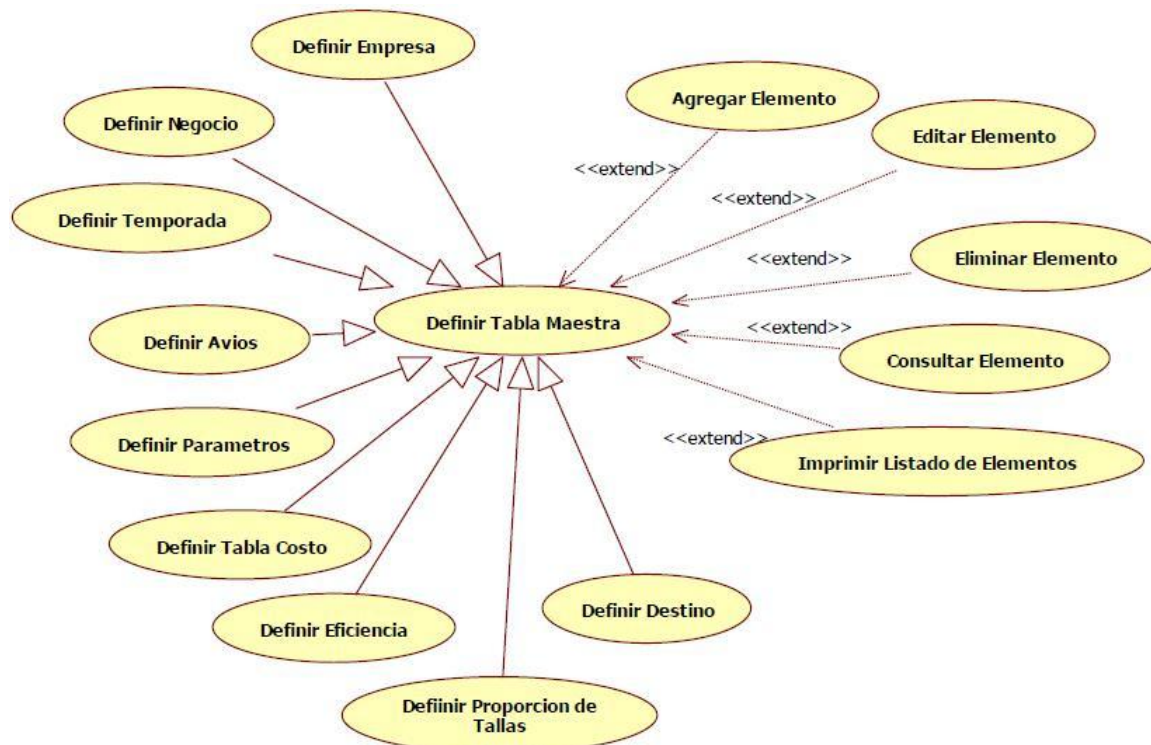 Definir Empresa
Agregar Elemento
Definir Negocio
Editar Elemento
<<extend>>
<<extend>>
Definir Temporada
Eliminar Elemento
<<extend>>
Definir Tabla Maestra
<<extend>>
Definir Avios
Consultar Elemento
Definir Parametros
<<extend>>
Imprimir Listado de Elementos
Definir Tabla Costo
Definir Destino
Definir Eficiencia
Defiinir Proporcion de
Tallas